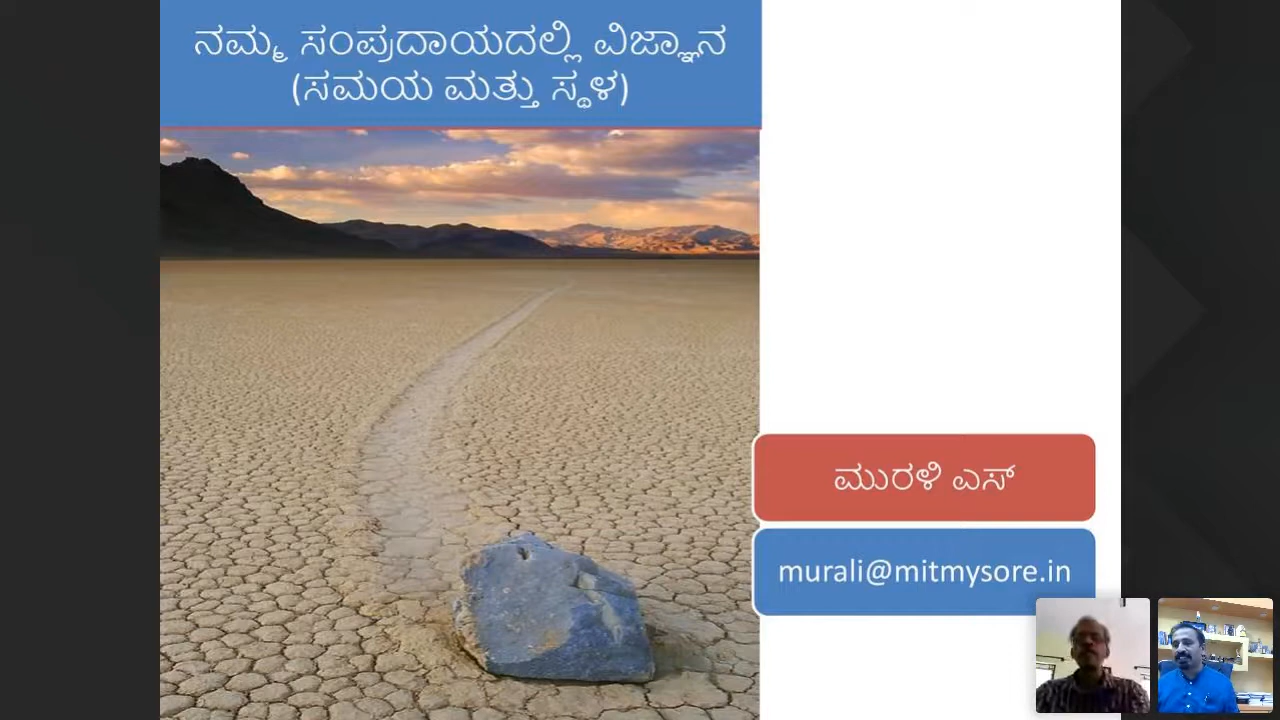 ನಮ್ಮ ಸಂಪ್ರದಾಯದಲ್ಲಿ ವಿಜ್ಞಾನ
(ಸಮಯ ಮತ್ತು ಸ್ಥಳ)
ಮುರಳಿ ಎಸ್
murali@mitmysore.in